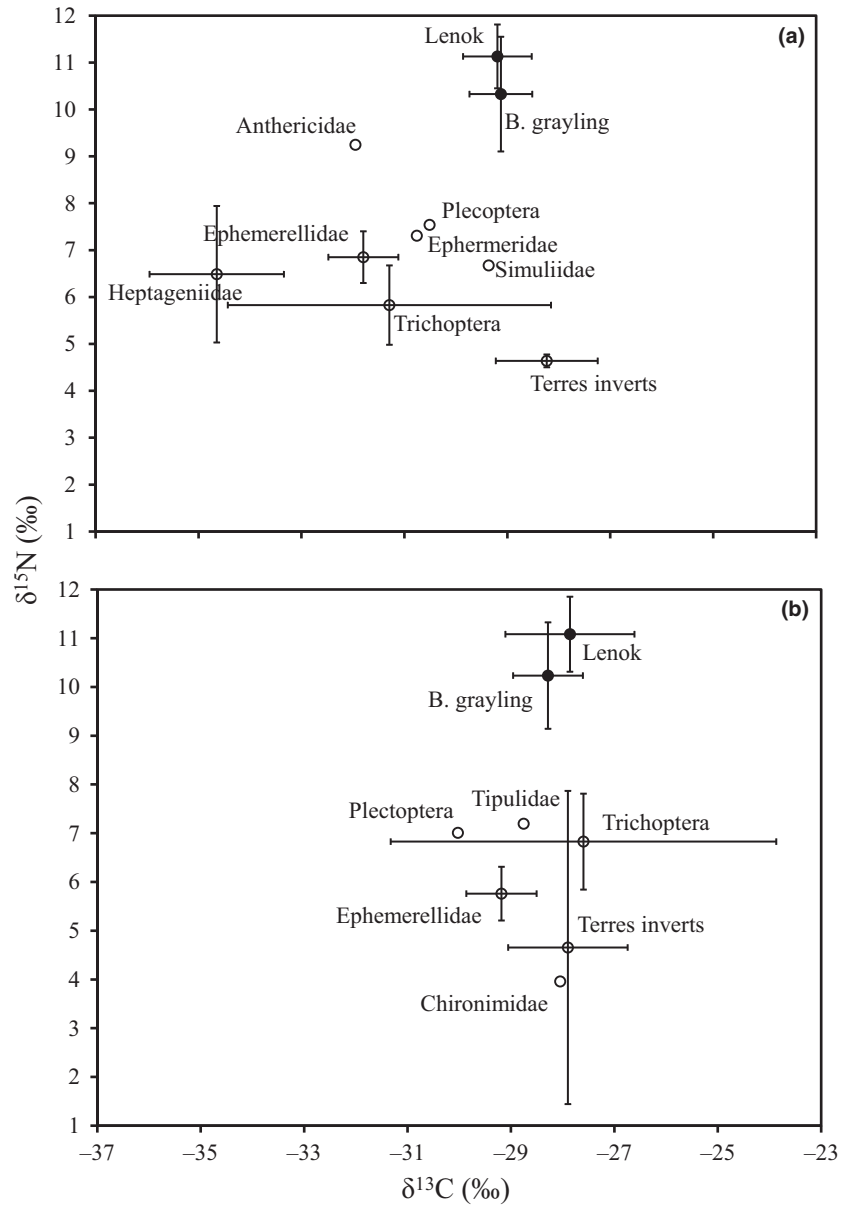 12
11
10
9
8
7
6
5
4
3
2
1
(a)
Lenok
B. grayling
Anthericidae
Plecoptera
Ephemerellidae
Ephermeridae
Simuliidae
Heptageniidae
Trichoptera
Terres inverts
δ15N (‰)
12
11
10
9
8
7
6
5
4
3
2
1
(b)
Lenok
B. grayling
Plectoptera
Tipulidae
Trichoptera
Ephemerellidae
Terres inverts
Chironimidae
–37 –35 –33 –31 –29 –27 –25 –23
δ13C (‰)